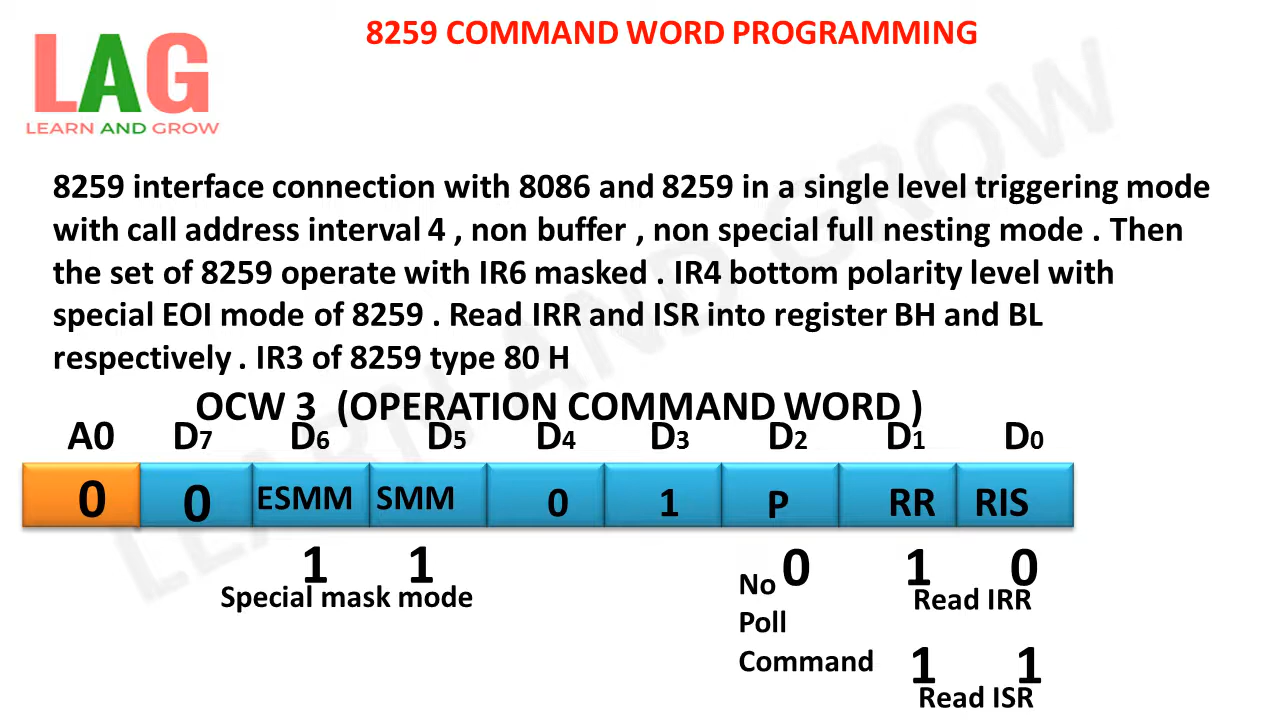 8259 COMMAND WORD PROGRAMMING
LAG
LEARN AND GROW
8259 interface connection with 8086 and 8259 in a single level triggering mode
with call address interval 4 , non buffer , non special full nesting mode . Then
the set of 8259 operate with IR6 masked . IR4 bottom polarity level with
special EOI mode of 8259 . Read IRR and ISR into register BH and BL
respectively . IR3 of 8259 type 80 H
OCW 3 (OPERATION COMMAND WORD )
A0 D7 D6 D5 D4 D3 D2 D1 D0
0 0 ESMM SMM 0 1 P RR RIS
1 1 0 1 0
Special mask mode
No
Poll
Command
Read IRR
1 1
Read ISR
LEARN AND GROW